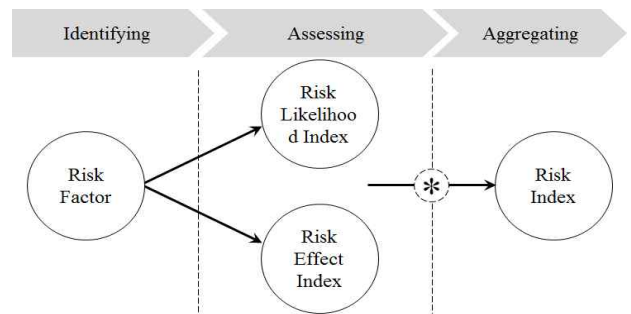 Identifying Assessing Aggregating
Risk
Likelihoo
d Index
Risk
Factor
*
Risk
Index
Risk
Effect
Index